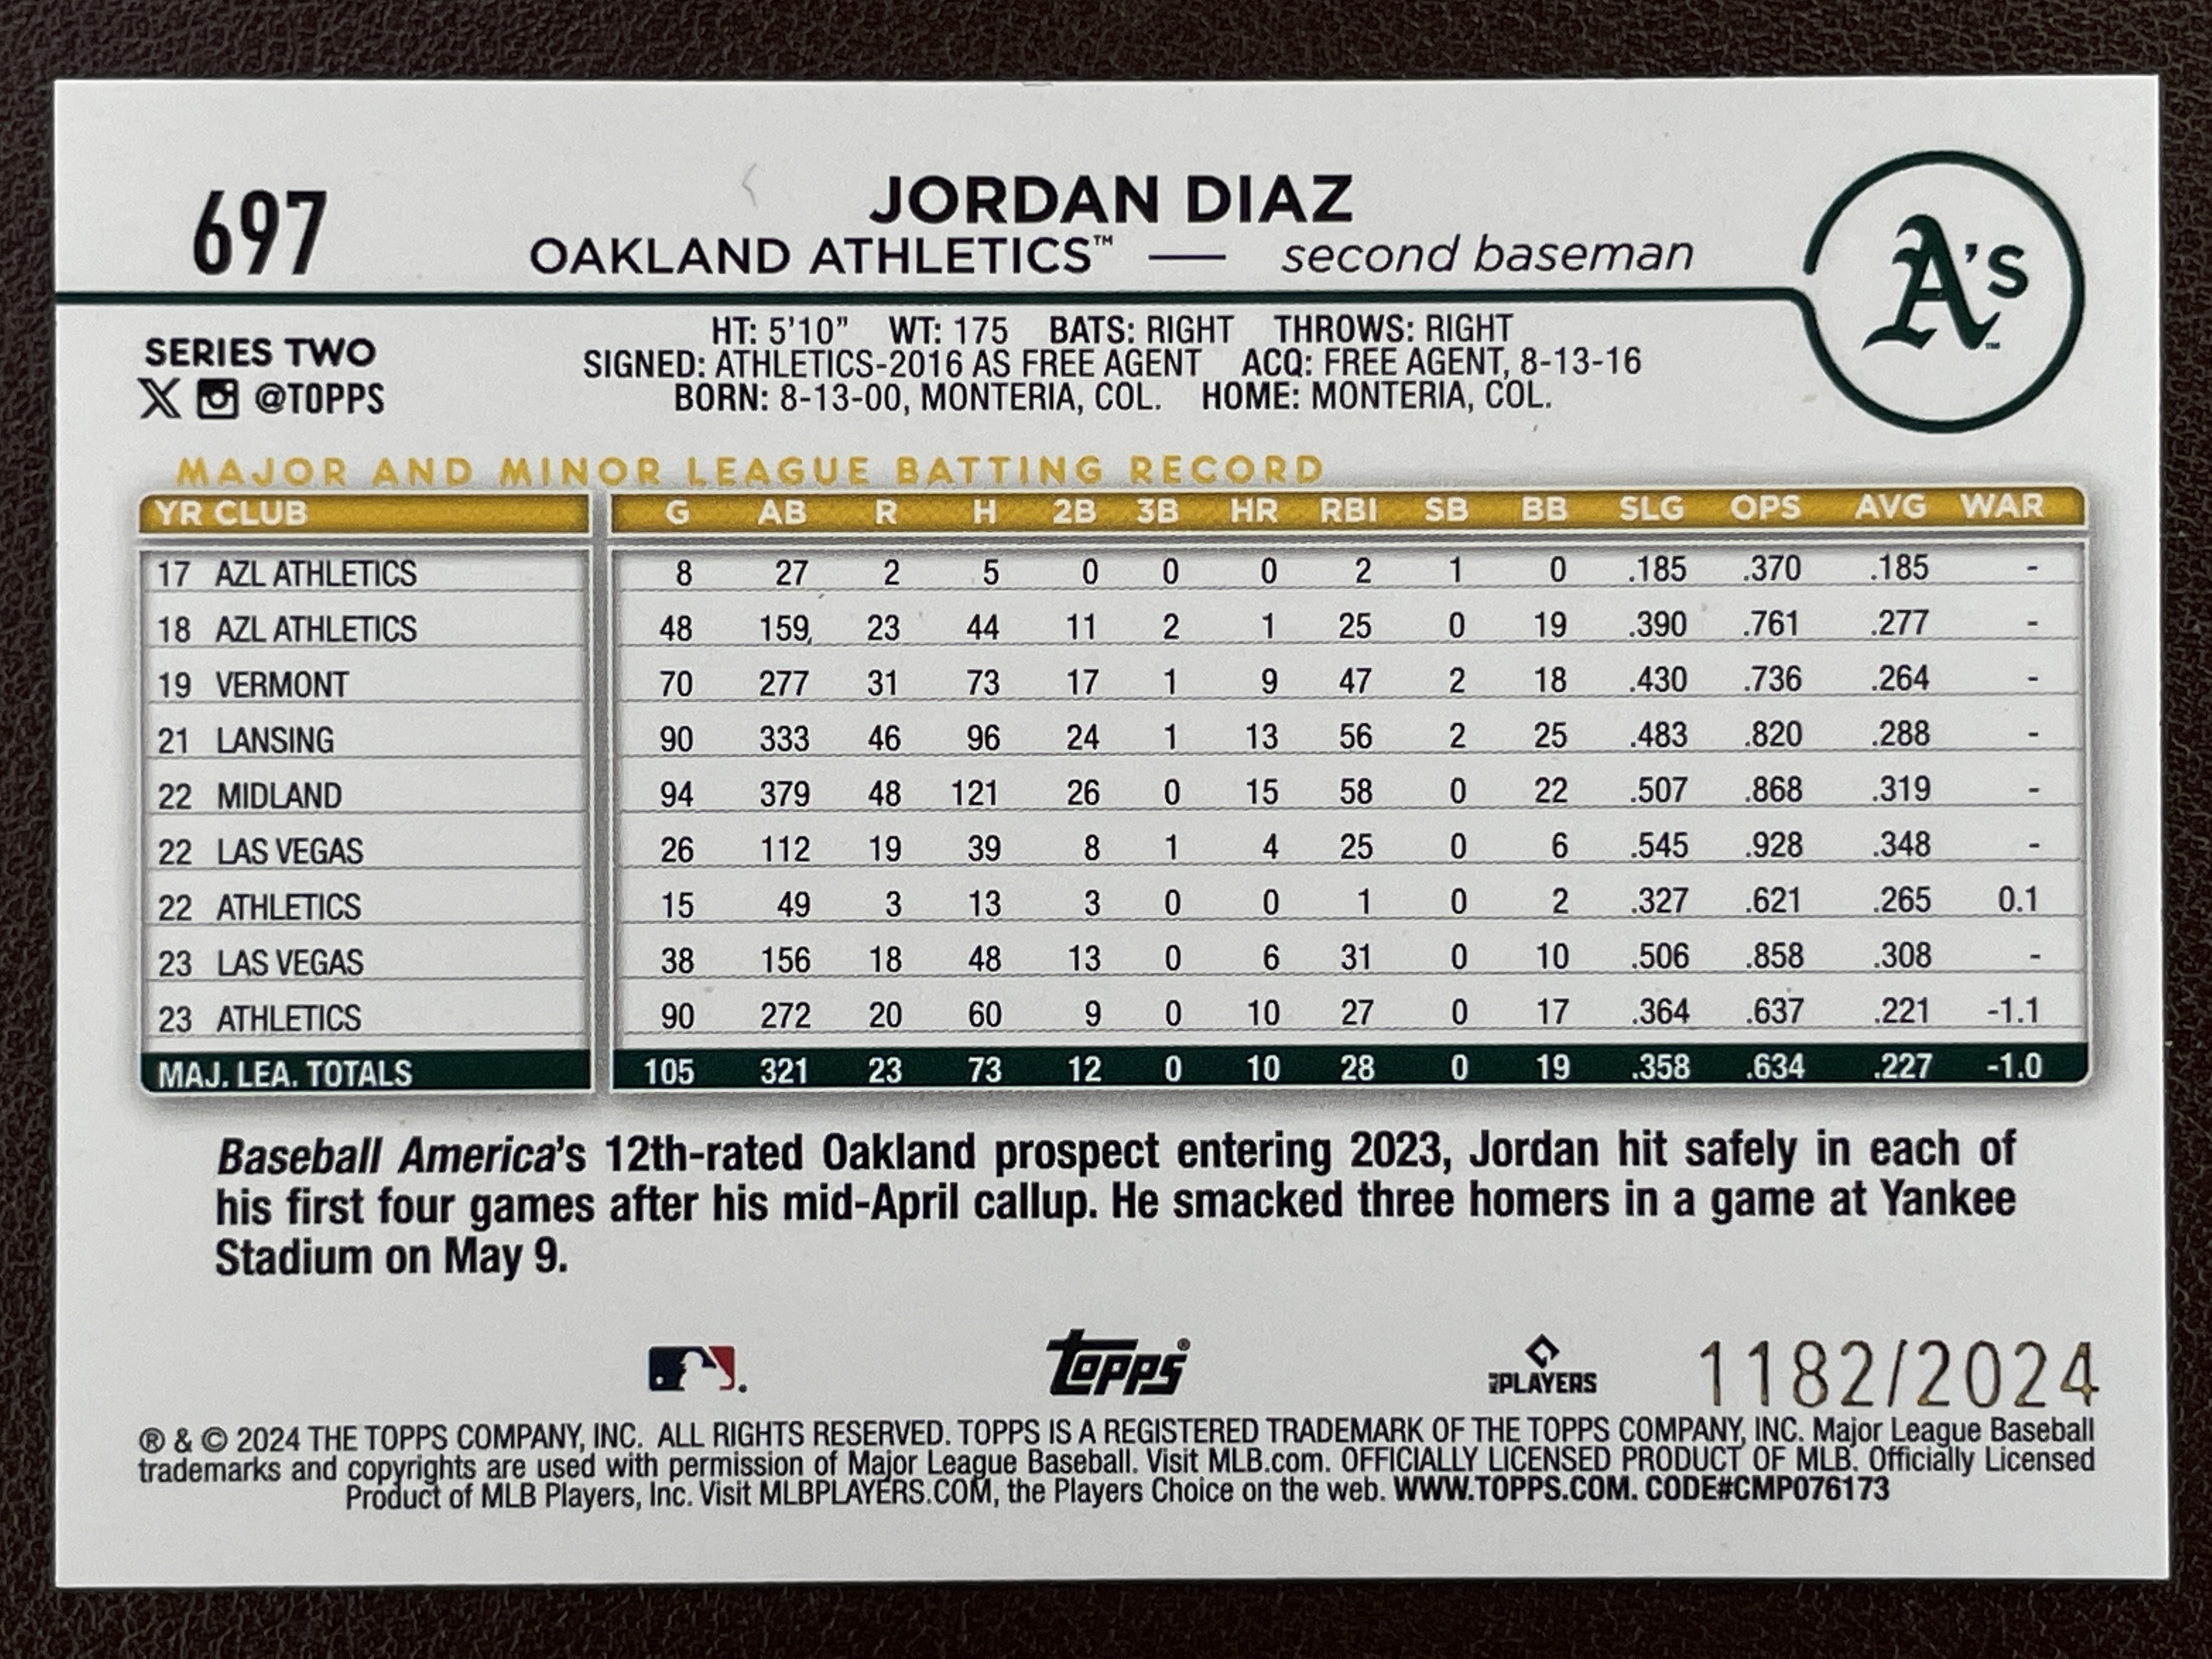 697
JORDAN DIAZ
OAKLAND ATHLETICS™ — second baseman
A's™
SERIES TWO
X @TOPPS
HT: 5'10” WT: 175 BATS: RIGHT THROWS: RIGHT
SIGNED: ATHLETICS-2016 AS FREE AGENT ACQ: FREE AGENT, 8-13-16
BORN: 8-13-00, MONTERIA, COL. HOME: MONTERIA, COL.
MAJOR AND MINOR LEAGUE BATTING RECORD
YR CLUB G AB R H 2B 3B HR RBI SB BB SLG OPS AVG WAR
17 AZL ATHLETICS 8 27 2 5 0 0 0 2 1 0 .185 .370 .185 -
18 AZL ATHLETICS 48 159 23 44 11 2 1 25 0 19 .390 .761 .277 -
19 VERMONT 70 277 31 73 17 1 9 47 2 18 .430 .736 .264 -
21 LANSING 90 333 46 96 24 1 13 56 2 25 .483 .820 .288 -
22 MIDLAND 94 379 48 121 26 0 15 58 0 22 .507 .868 .319 -
22 LAS VEGAS 26 112 19 39 8 1 4 25 0 6 .545 .928 .348 -
22 ATHLETICS 15 49 3 13 3 0 0 1 0 2 .327 .621 .265 0.1
23 LAS VEGAS 38 156 18 48 13 0 6 31 0 10 .506 .858 .308 -
23 ATHLETICS 90 272 20 60 9 0 10 27 0 17 .364 .637 .221 -1.1
MAJ. LEA. TOTALS 105 321 23 73 12 0 10 28 0 19 .358 .634 .227 -1.0
Baseball America's 12th-rated Oakland prospect entering 2023, Jordan hit safely in each of
his first four games after his mid-April callup. He smacked three homers in a game at Yankee
Stadium on May 9.
topps®
PLAYERS
1182/2024
® & © 2024 THE TOPPS COMPANY, INC. ALL RIGHTS RESERVED. TOPPS IS A REGISTERED TRADEMARK OF THE TOPPS COMPANY, INC. Major League Baseball
trademarks and copyrights are used with permission of Major League Baseball. Visit MLB.com. OFFICIALLY LICENSED PRODUCT OF MLB. Officially Licensed
Product of MLB Players, Inc. Visit MLBPLAYERS.COM, the Players Choice on the web. WWW.TOPPS.COM. CODE#CMP076173